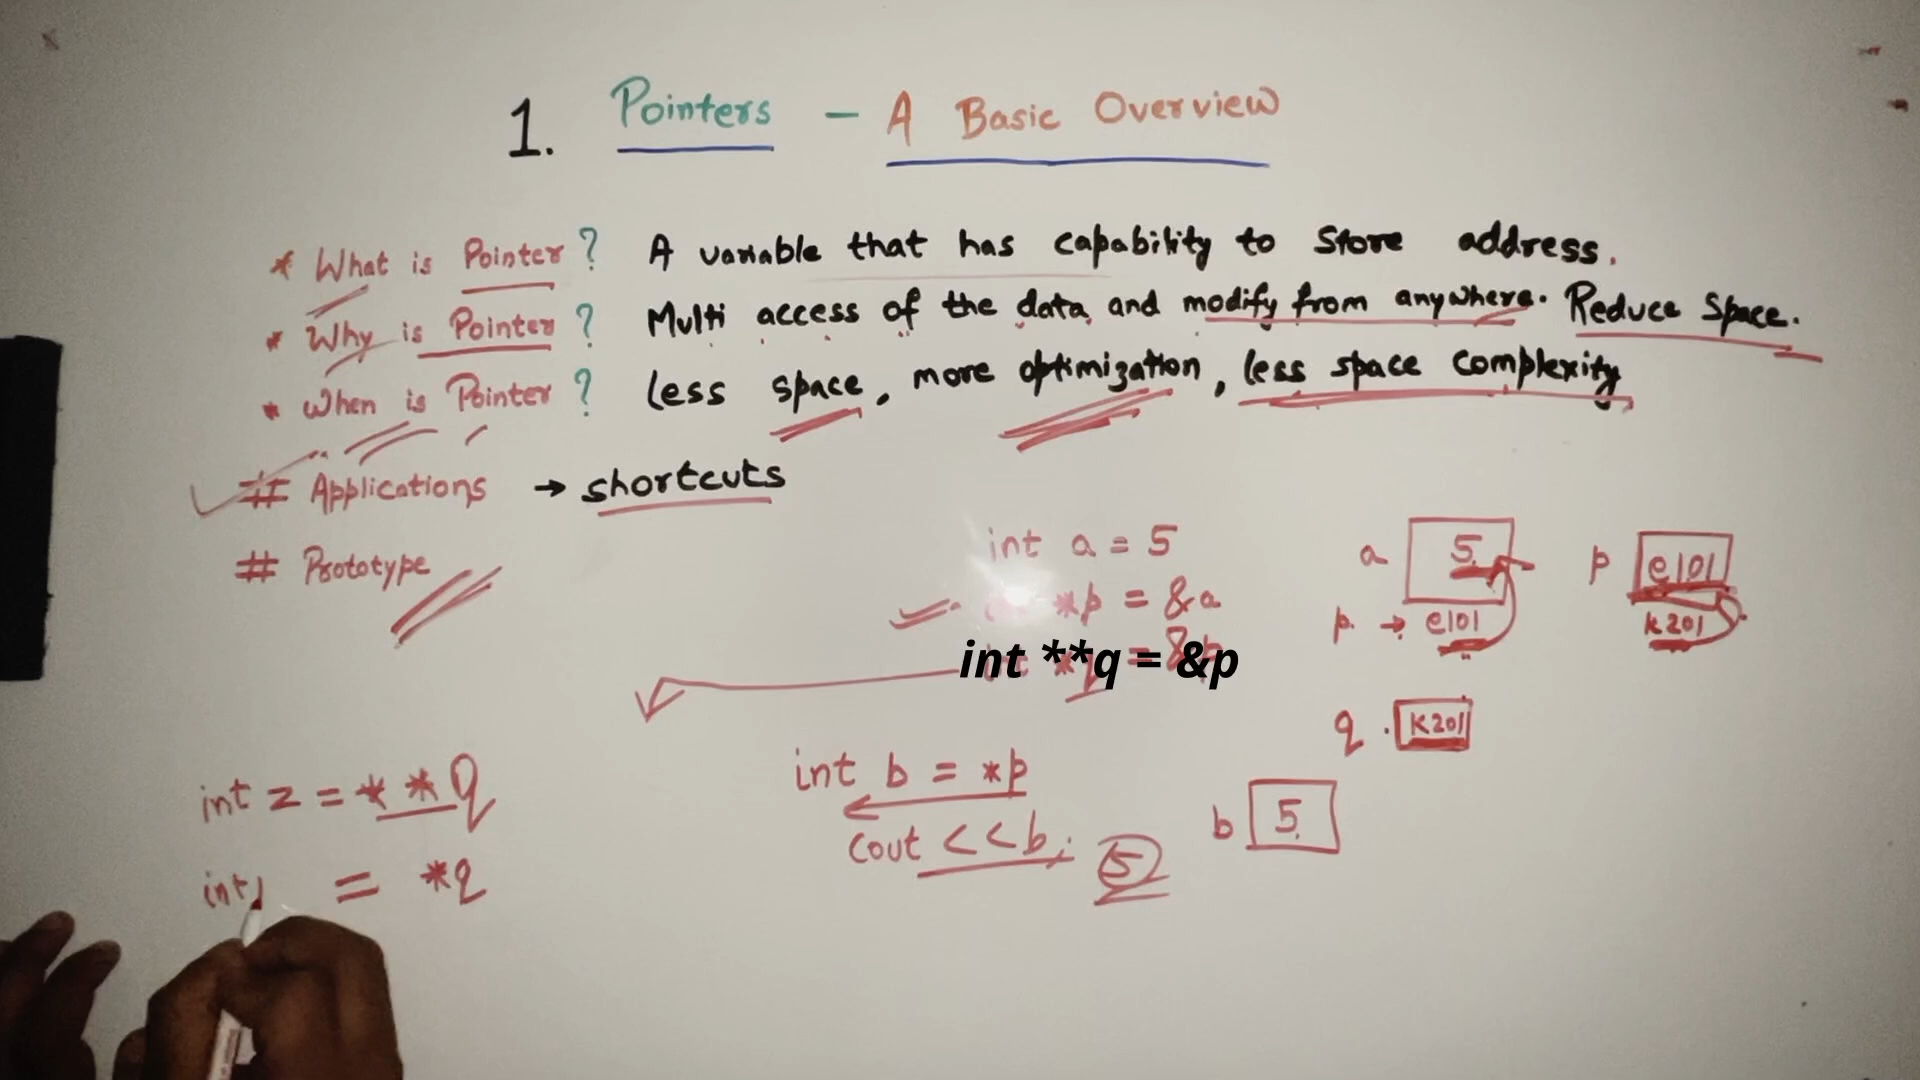 1. Pointers - A Basic Overview
* What is Pointer ? A variable that has capability to store address.
* Why is Pointer ? Multi access of the data, and modify from anywhere. Reduce Space.
* When is Pointer ? less space, more optimization, less space complexity
# Applications → shortcuts
# Prototype
int a = 5
*p = &a
int **q = &p
a 5 p e101
p. → e101 k201
q . k201
int b = *p
cout << b; 5
b 5
int z = **Q
int = *q